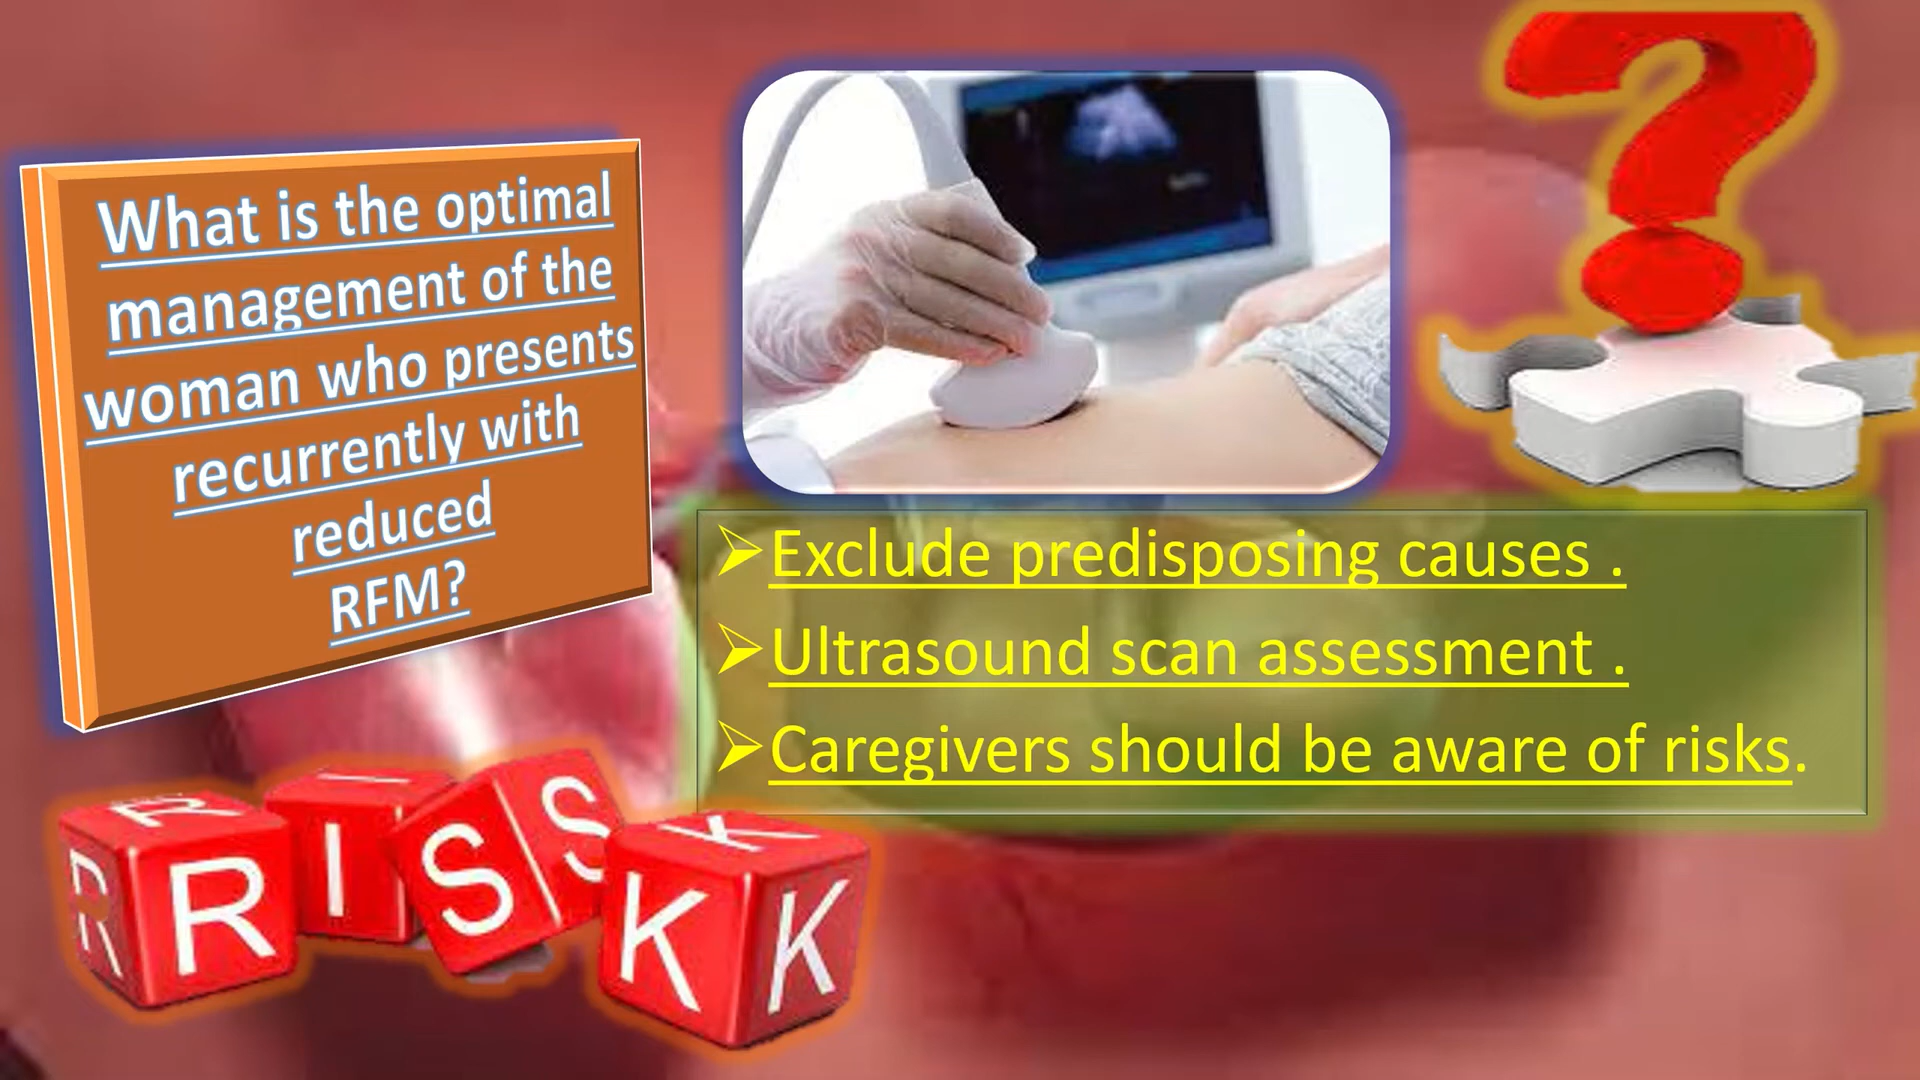 What is the optimal
management of the
woman who presents
recurrently with
reduced
RFM?
Exclude predisposing causes .
Ultrasound scan assessment .
Caregivers should be aware of risks.
R R R I I S S K K K